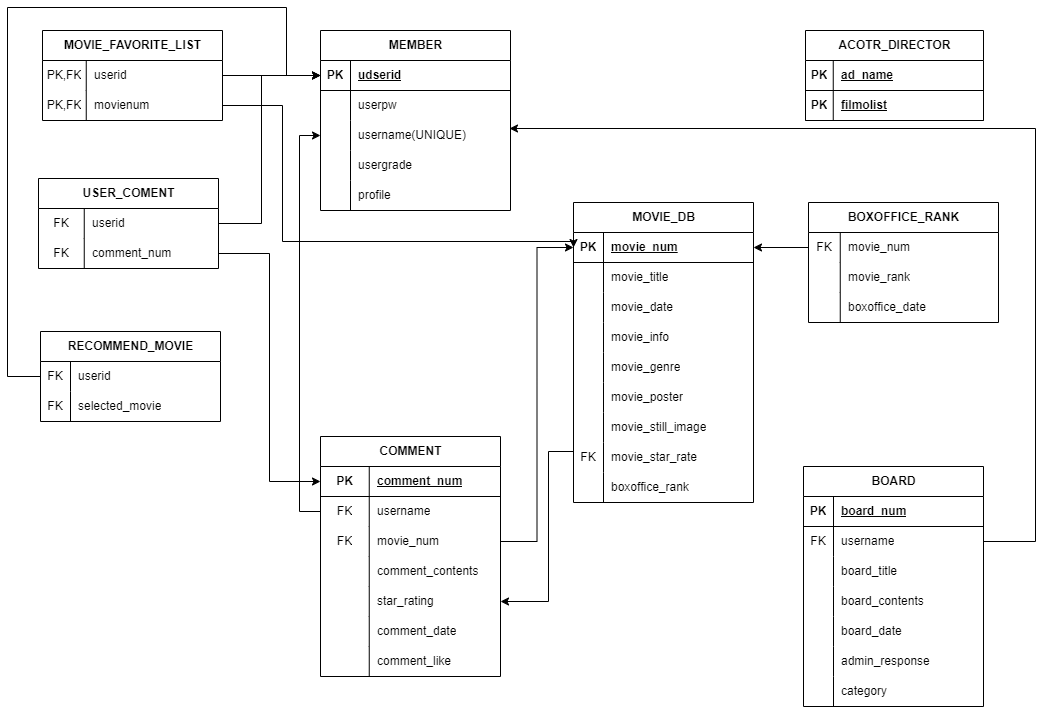 MOVIE_FAVORITE_LIST
PK,FK userid
PK,FK movienum
MEMBER
PK udserid
userpw
username(UNIQUE)
usergrade
profile
ACOTR_DIRECTOR
PK ad_name
PK filmolist
USER_COMENT
FK userid
FK comment_num
MOVIE_DB
PK movie_num
movie_title
movie_date
movie_info
movie_genre
movie_poster
movie_still_image
FK movie_star_rate
boxoffice_rank
BOXOFFICE_RANK
FK movie_num
movie_rank
boxoffice_date
RECOMMEND_MOVIE
FK userid
FK selected_movie
COMMENT
PK comment_num
FK username
FK movie_num
comment_contents
star_rating
comment_date
comment_like
BOARD
PK board_num
FK username
board_title
board_contents
board_date
admin_response
category